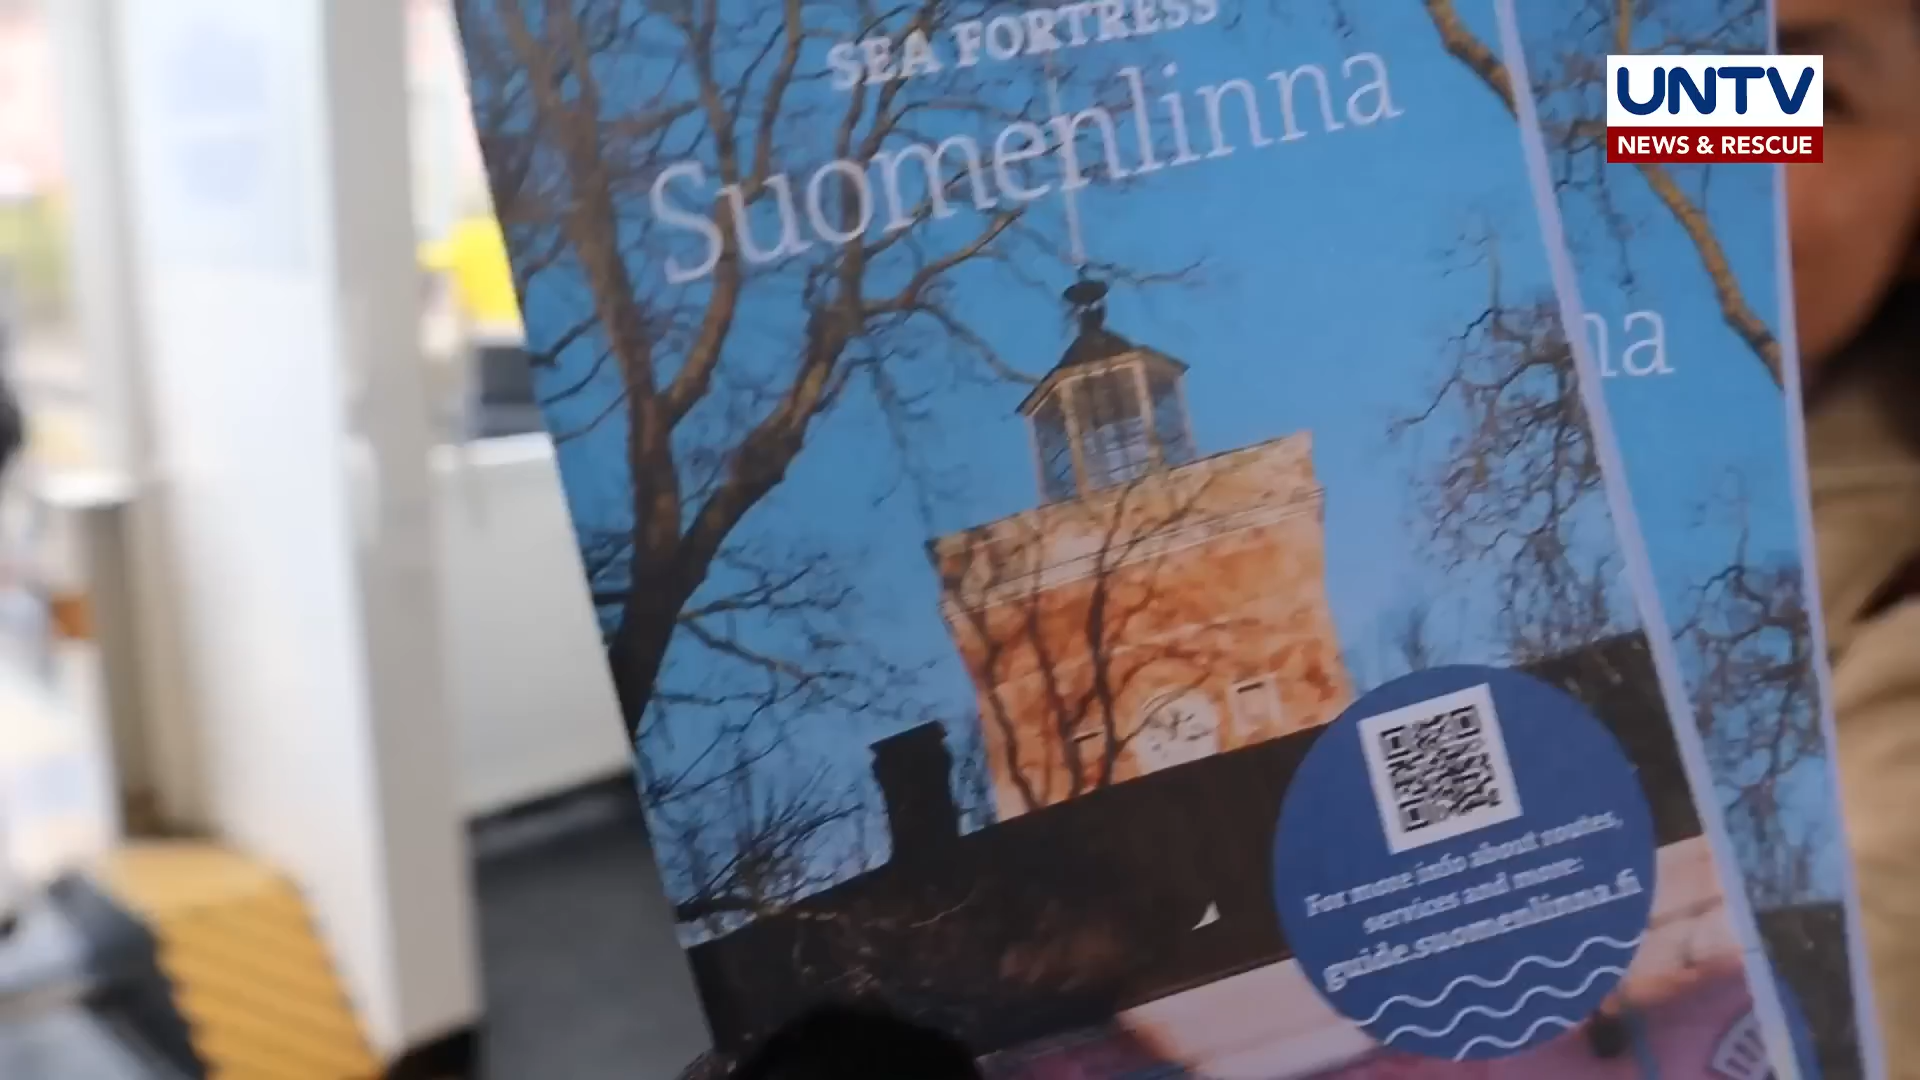 SEA FORTRESS
Suomenlinna
na
UNTV
NEWS & RESCUE
For more info about routes,
services and more:
guide.suomenlinna.fi